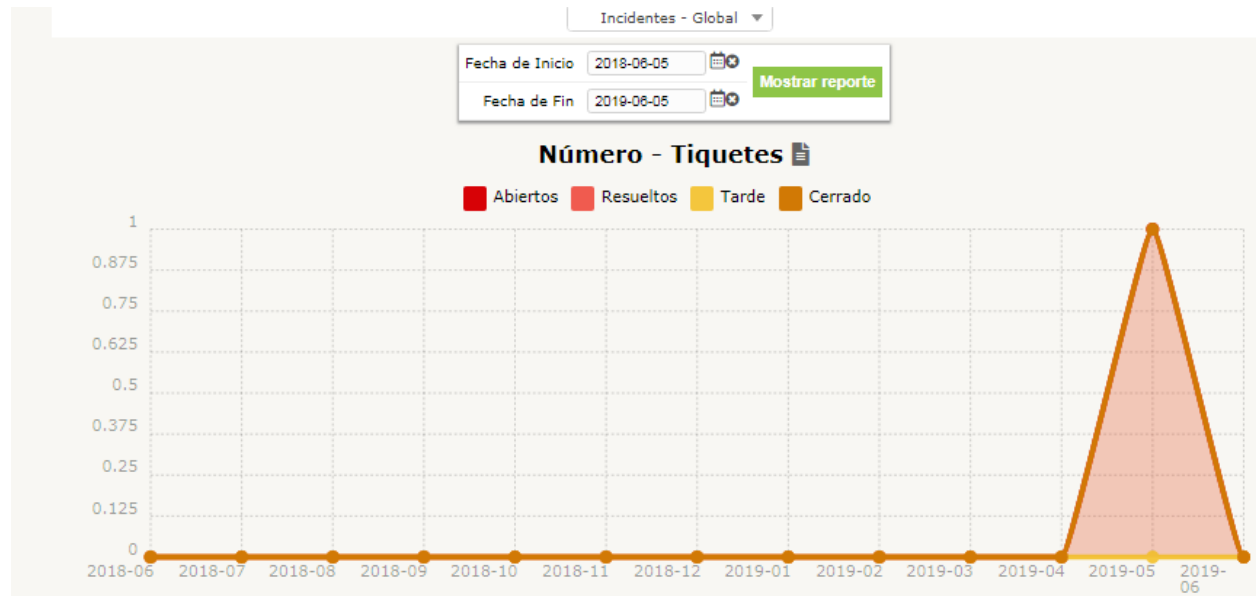 Incidentes - Global
Fecha de Inicio 2018-06-05
Mostrar reporte
Fecha de Fin 2019-06-05
Número - Tiquetes
Abiertos Resueltos Tarde Cerrado
1
0.875
0.75
0.625
0.5
0.375
0.25
0.125
0
2018-06 2018-07 2018-08 2018-09 2018-10 2018-11 2018-12 2019-01 2019-02 2019-03 2019-04 2019-05 2019-
06